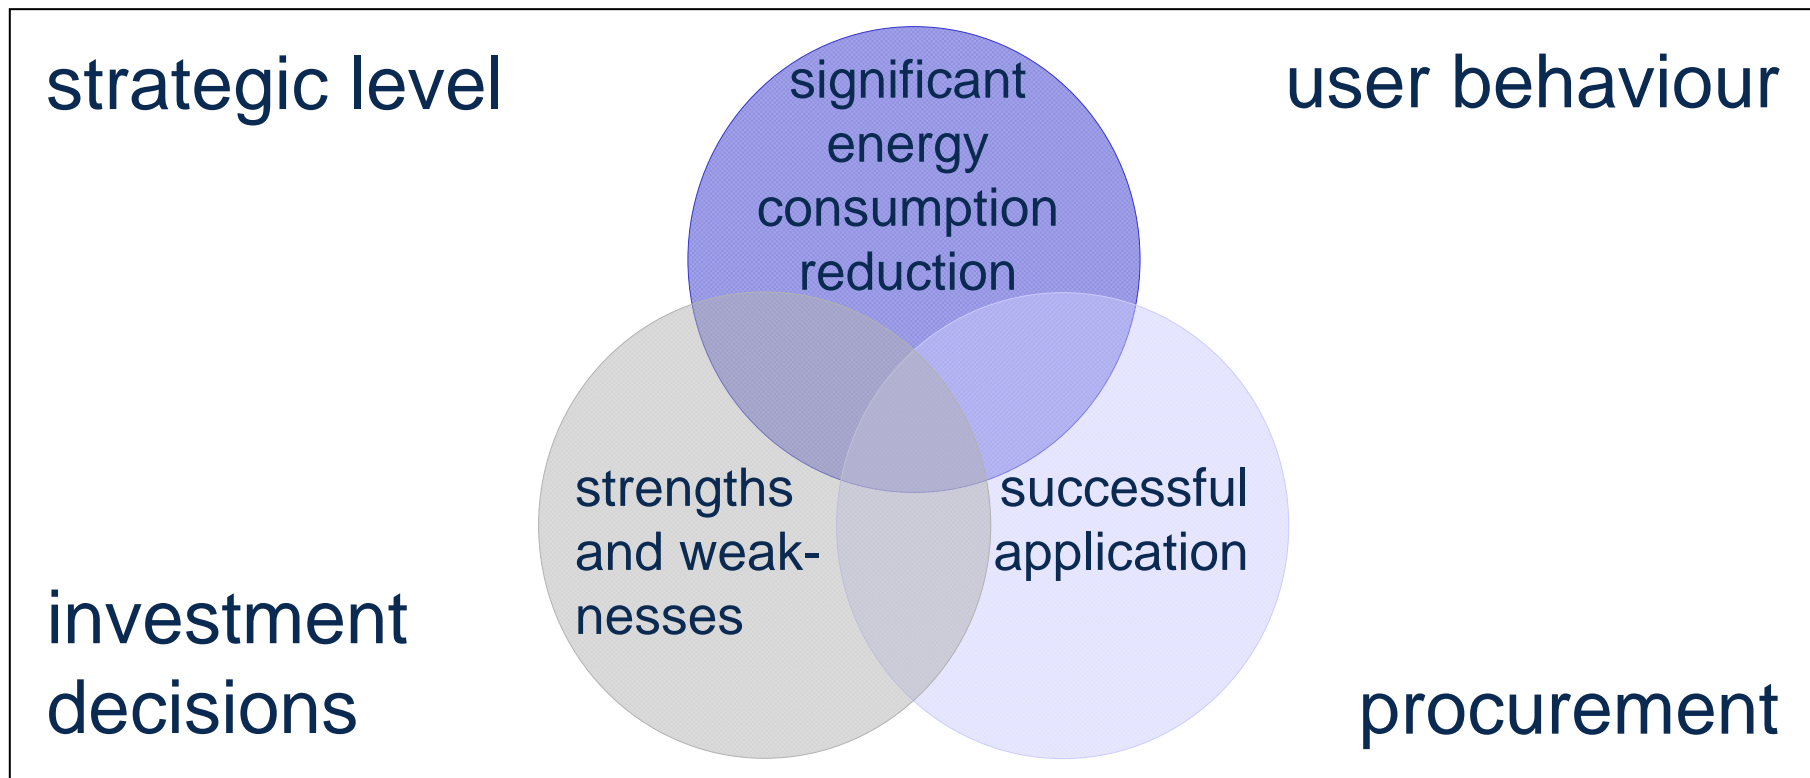 strategic level
user behaviour
significant
energy
consumption
reduction
strengths
and weak-
nesses
successful
application
investment
decisions
procurement